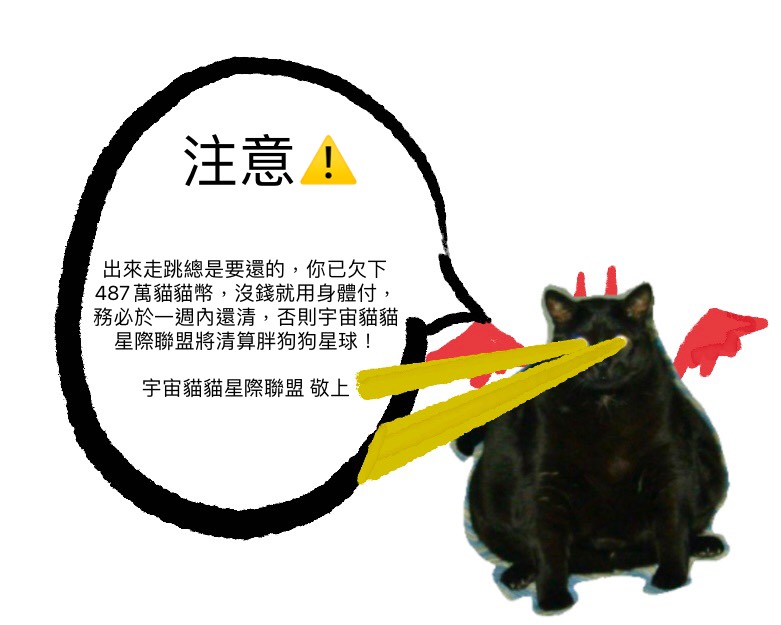 注意⚠️
出來走跳總是要還的，你已欠下
487萬貓貓幣，沒錢就用身體付，
務必於一週內還清，否則宇宙貓貓
星際聯盟將清算胖狗狗星球！
宇宙貓貓星際聯盟 敬上